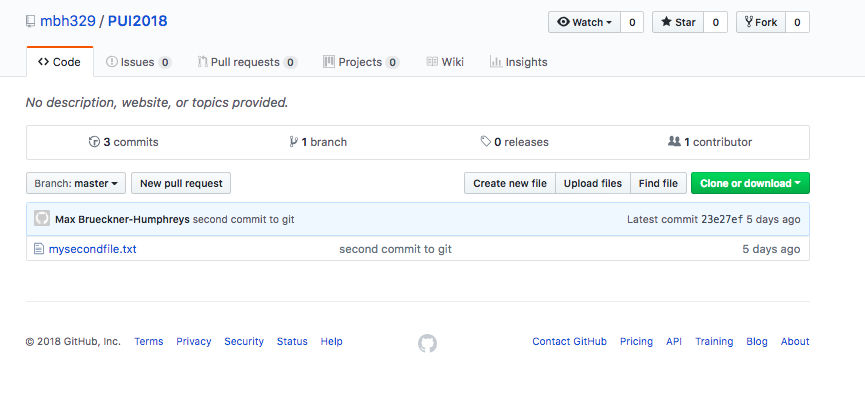 mbh329 / PUI2018 Watch 0 Star 0 Fork 0
Code Issues 0 Pull requests 0 Projects 0 Wiki Insights
No description, website, or topics provided.
3 commits 1 branch 0 releases 1 contributor
Branch: master New pull request Create new file Upload files Find file Clone or download
Max Brueckner-Humphreys second commit to git Latest commit 23e27ef 5 days ago
mysecondfile.txt second commit to git 5 days ago
© 2018 GitHub, Inc. Terms Privacy Security Status Help Contact GitHub Pricing API Training Blog About